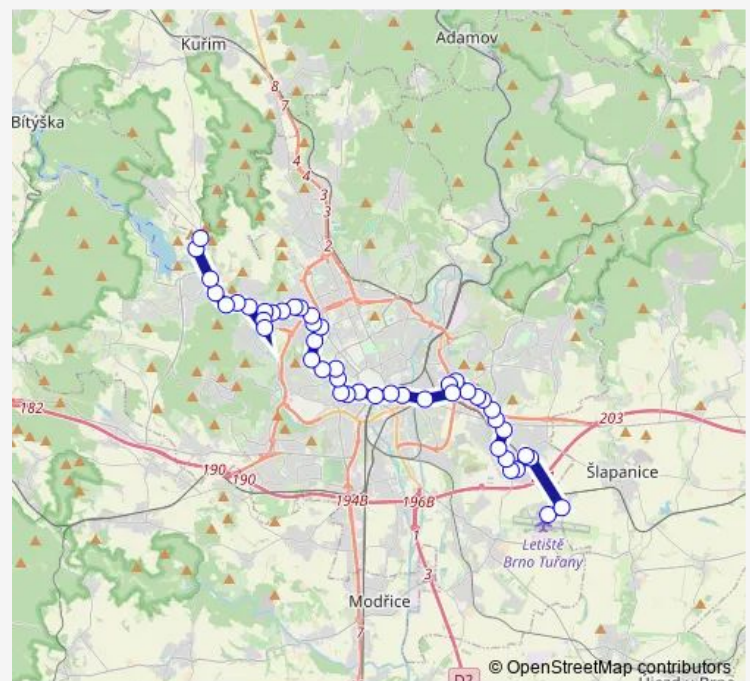 Kuřim
Adamov
8
7
Bítýška
4
4
3
3
2
182
203
190
190
Šlapanice
194B
196B
1
Letiště
Brno Tuřany
3
Modřice
7
© OpenStreetMap contributors
D2